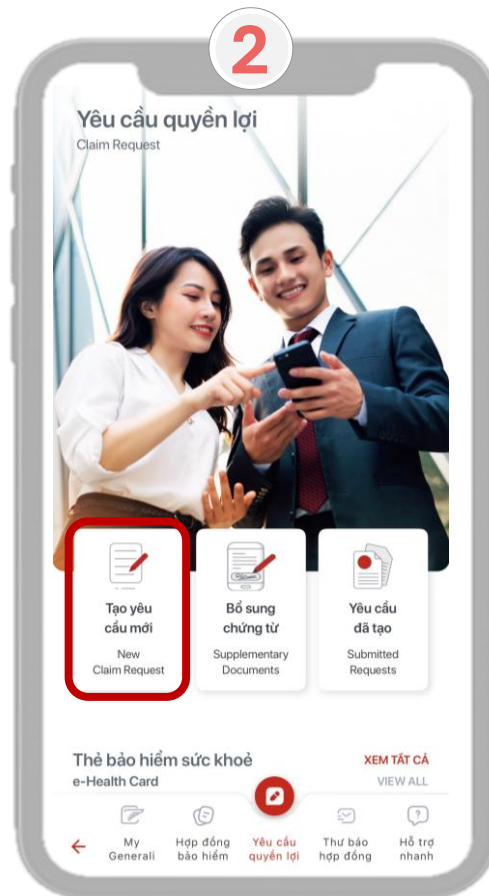 2
Yêu cầu quyền lợi
Claim Request
Tạo yêu
cầu mới
New
Claim Request
Bổ sung
chứng từ
Supplementary
Documents
Yêu cầu
đã tạo
Submitted
Requests
Thẻ bảo hiểm sức khoẻ
XEM TẤT CẢ
e-Health Card
VIEW ALL
My
Generali
Hợp đồng
bảo hiểm
Yêu cầu
quyền lợi
Thư báo
hợp đồng
Hỗ trợ
nhanh